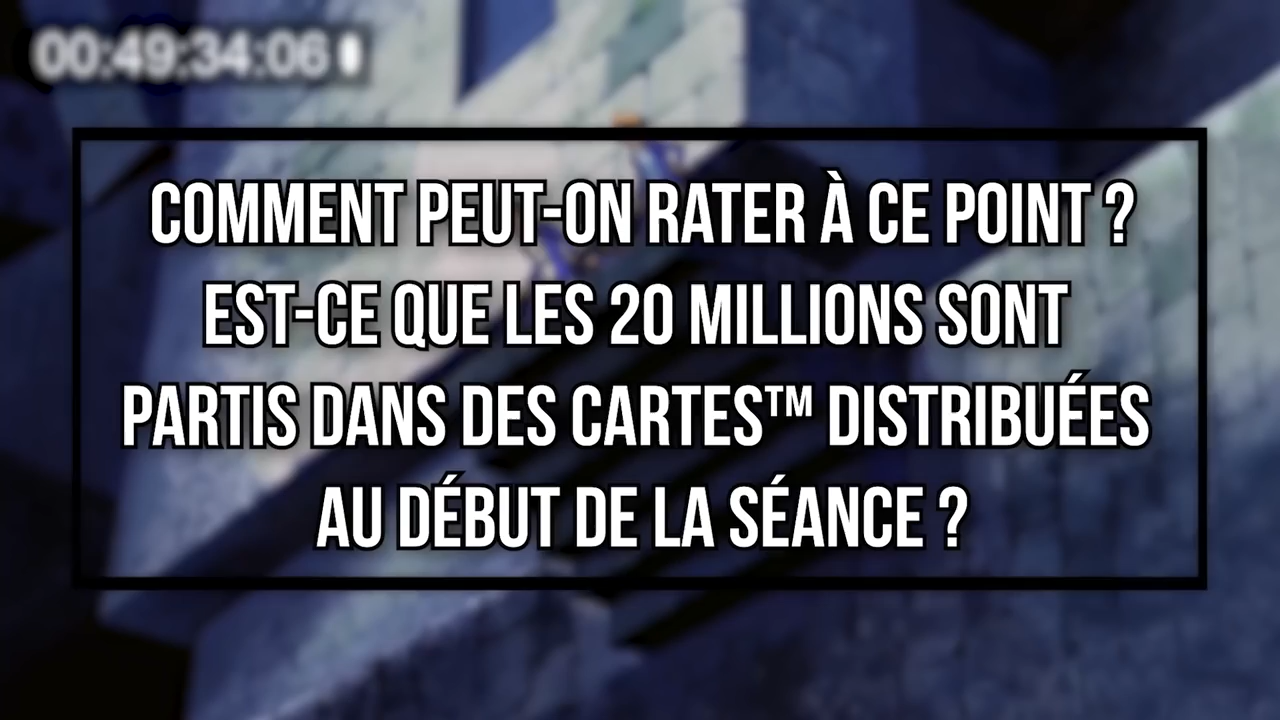 00:49:34:06
COMMENT PEUT-ON RATER À CE POINT ?
EST-CE QUE LES 20 MILLIONS SONT
PARTIS DANS DES CARTES™ DISTRIBUÉES
AU DÉBUT DE LA SÉANCE ?